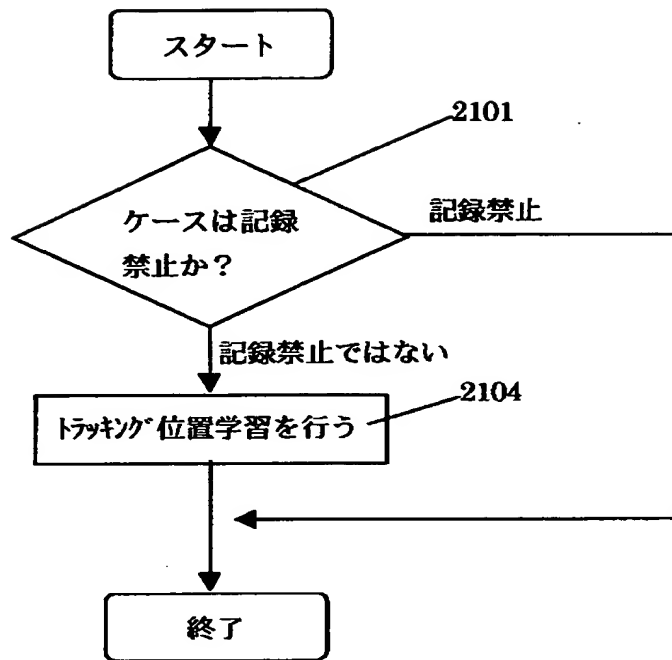 スタート
2101
ケースは記録
禁止か？
記録禁止
記録禁止ではない
2104
ﾄﾗｯｷﾝｸﾞ位置学習を行う
終了